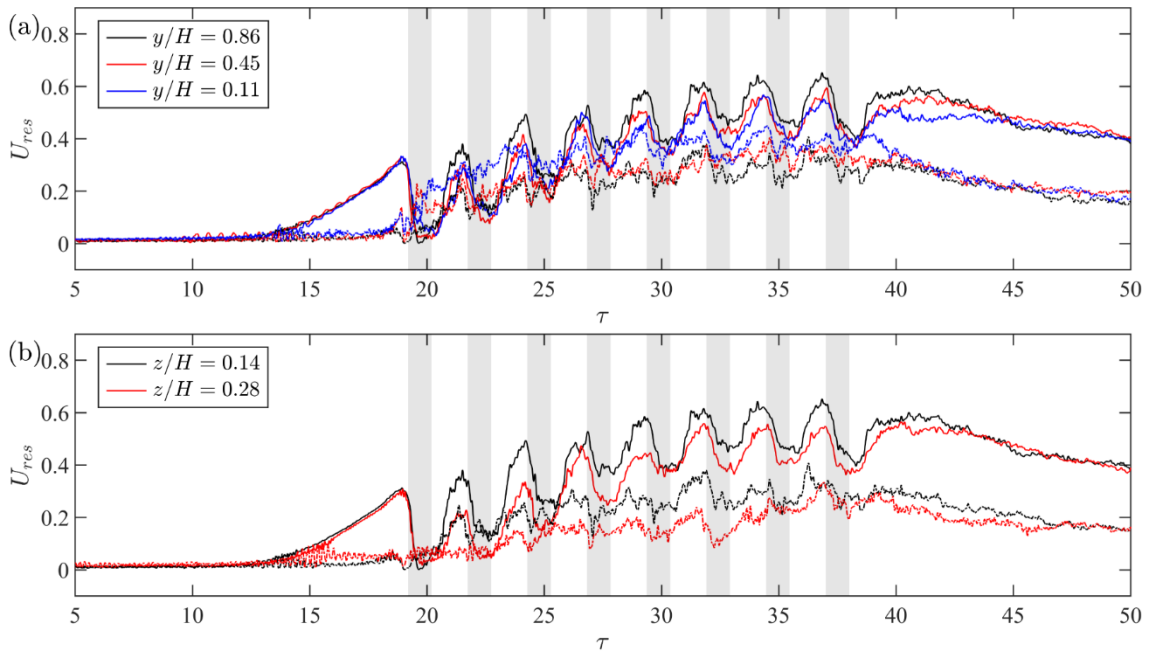 (a)
0.8
0.6
0.4
0.2
0
U_res
y/H = 0.86
y/H = 0.45
y/H = 0.11
5 10 15 20 25 30 35 40 45 50
τ
(b)
0.8
0.6
0.4
0.2
0
U_res
z/H = 0.14
z/H = 0.28
5 10 15 20 25 30 35 40 45 50
τ